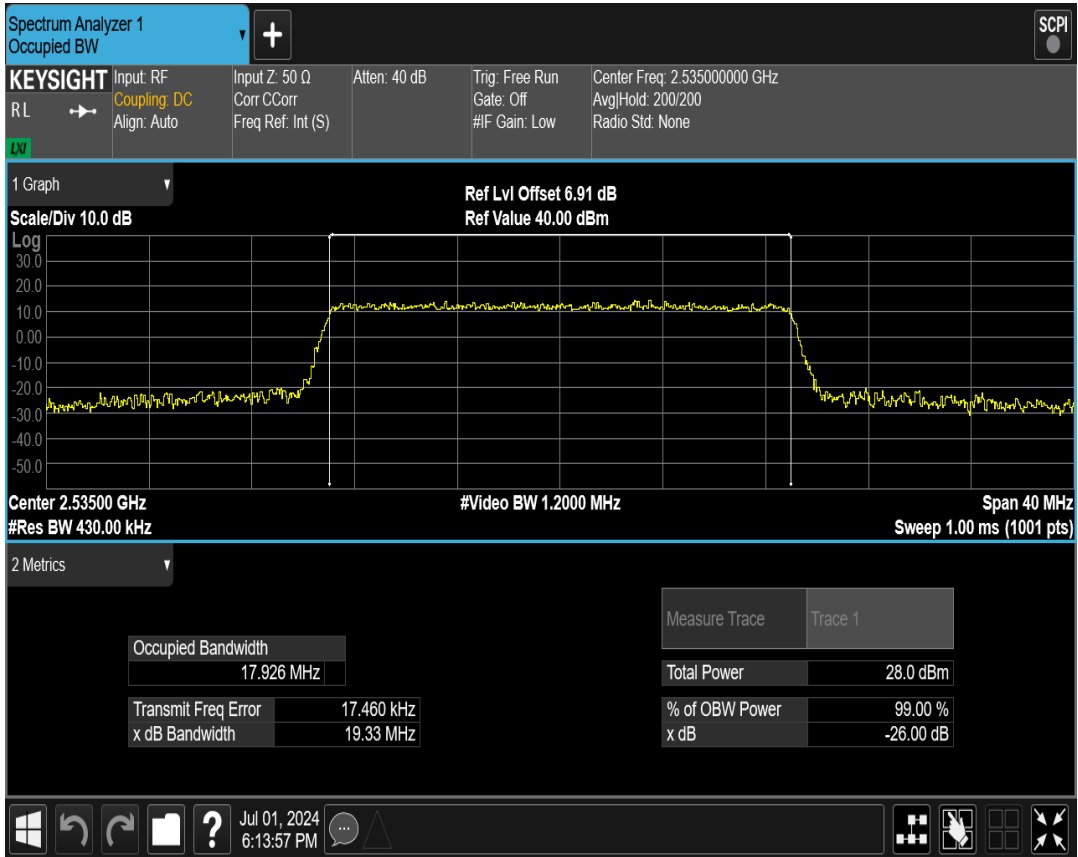 Spectrum Analyzer 1
Occupied BW
+
SCPI
KEYSIGHT
R L
LXI
Input: RF
Coupling: DC
Align: Auto
Input Z: 50 Ω
Corr CCorr
Freq Ref: Int (S)
Atten: 40 dB
Trig: Free Run
Gate: Off
#IF Gain: Low
Center Freq: 2.535000000 GHz
Avg|Hold: 200/200
Radio Std: None
1 Graph
Scale/Div 10.0 dB
Ref Lvl Offset 6.91 dB
Ref Value 40.00 dBm
Log
30.0
20.0
10.0
0.00
-10.0
-20.0
-30.0
-40.0
-50.0
Center 2.53500 GHz
#Video BW 1.2000 MHz
Span 40 MHz
#Res BW 430.00 kHz
Sweep 1.00 ms (1001 pts)
2 Metrics
Measure Trace Trace 1
Occupied Bandwidth
17.926 MHz
Total Power 28.0 dBm
Transmit Freq Error 17.460 kHz
% of OBW Power 99.00 %
x dB Bandwidth 19.33 MHz
x dB -26.00 dB
?
Jul 01, 2024
6:13:57 PM